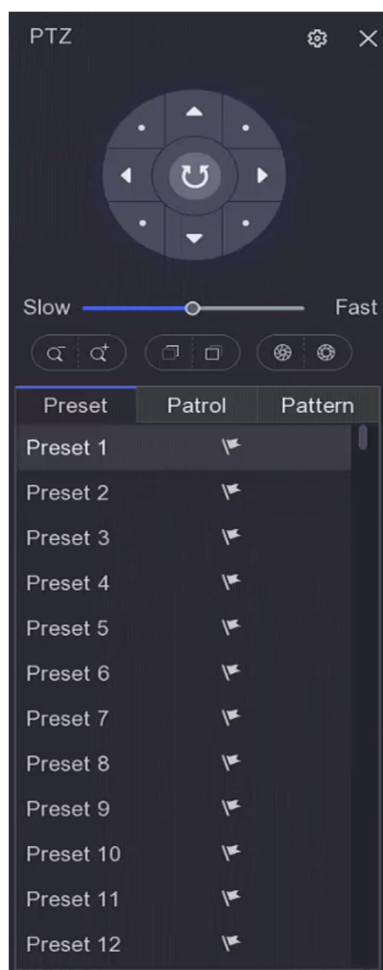 PTZ
Slow Fast
Preset Patrol Pattern
Preset 1
Preset 2
Preset 3
Preset 4
Preset 5
Preset 6
Preset 7
Preset 8
Preset 9
Preset 10
Preset 11
Preset 12